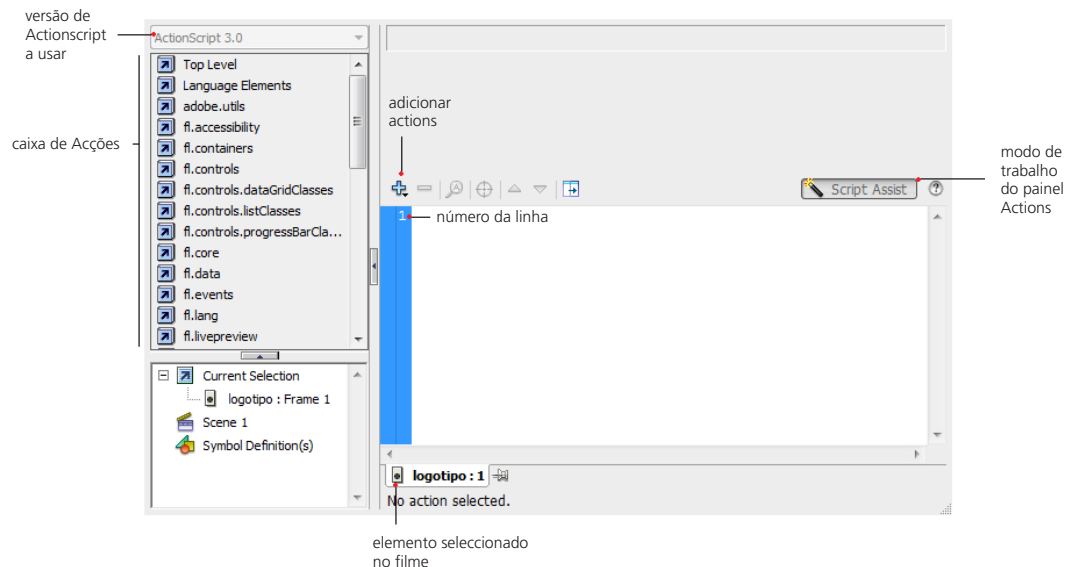 versão de
Actionscript
a usar
ActionScript 3.0
caixa de Acções
Top Level
Language Elements
adobe.utils
fl.accessibility
fl.containers
fl.controls
fl.controls.dataGridClasses
fl.controls.listClasses
fl.controls.progressBarCla...
fl.core
fl.data
fl.events
fl.lang
fl.livepreview
Current Selection
logotipo : Frame 1
Scene 1
Symbol Definition(s)
adicionar
actions
Script Assist
modo de
trabalho
do painel
Actions
1
número da linha
logotipo : 1
No action selected.
elemento seleccionado
no filme